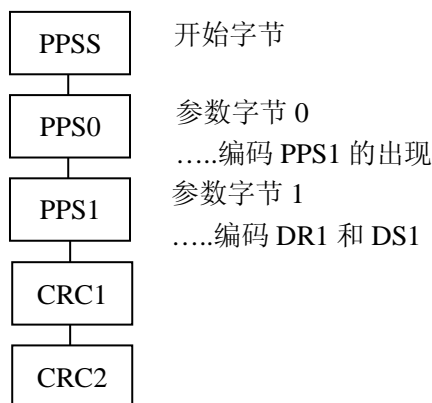 PPSS 开始字节
PPS0 参数字节 0
…..编码 PPS1 的出现
PPS1 参数字节 1
…..编码 DR1 和 DS1
CRC1
CRC2